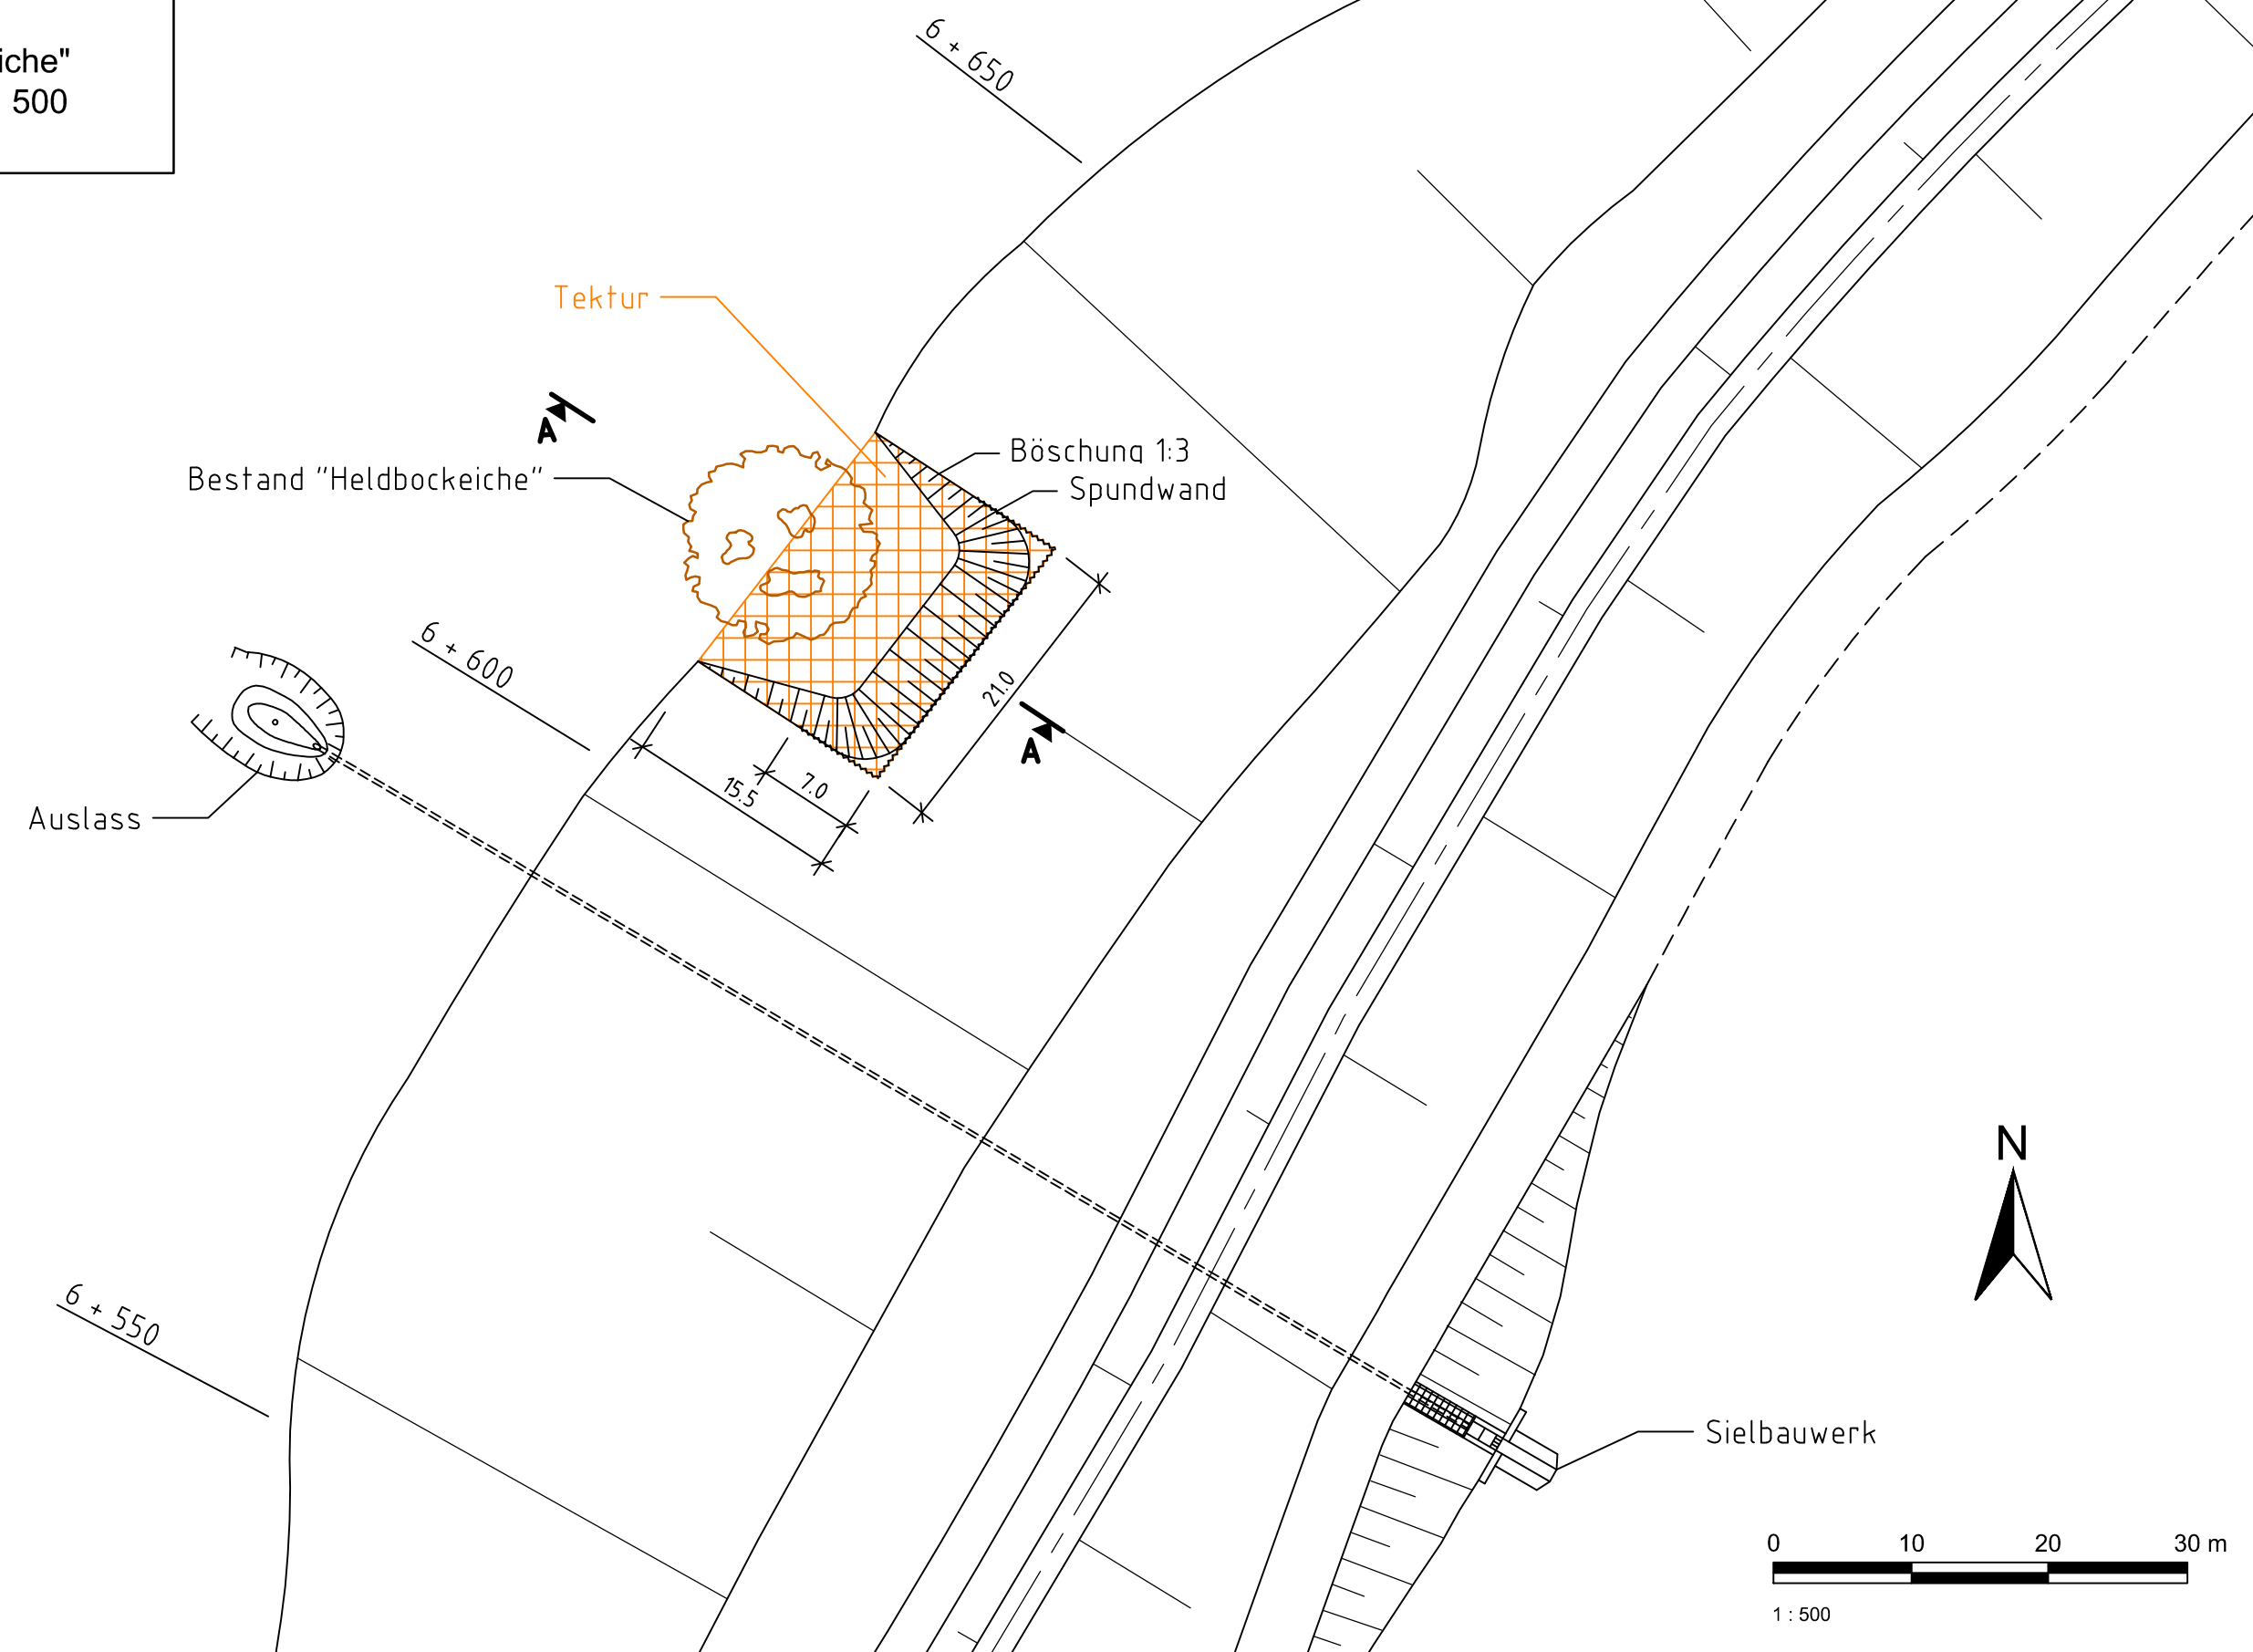 iche"
500
6 + 650
Tektur
Böschung 1:3
Bestand "Heldbockeiche"
Spundwand
A
6 + 600
21.0
A
7.0
15.5
Auslass
N
6 + 550
Sielbauwerk
0 10 20 30 m
1 : 500